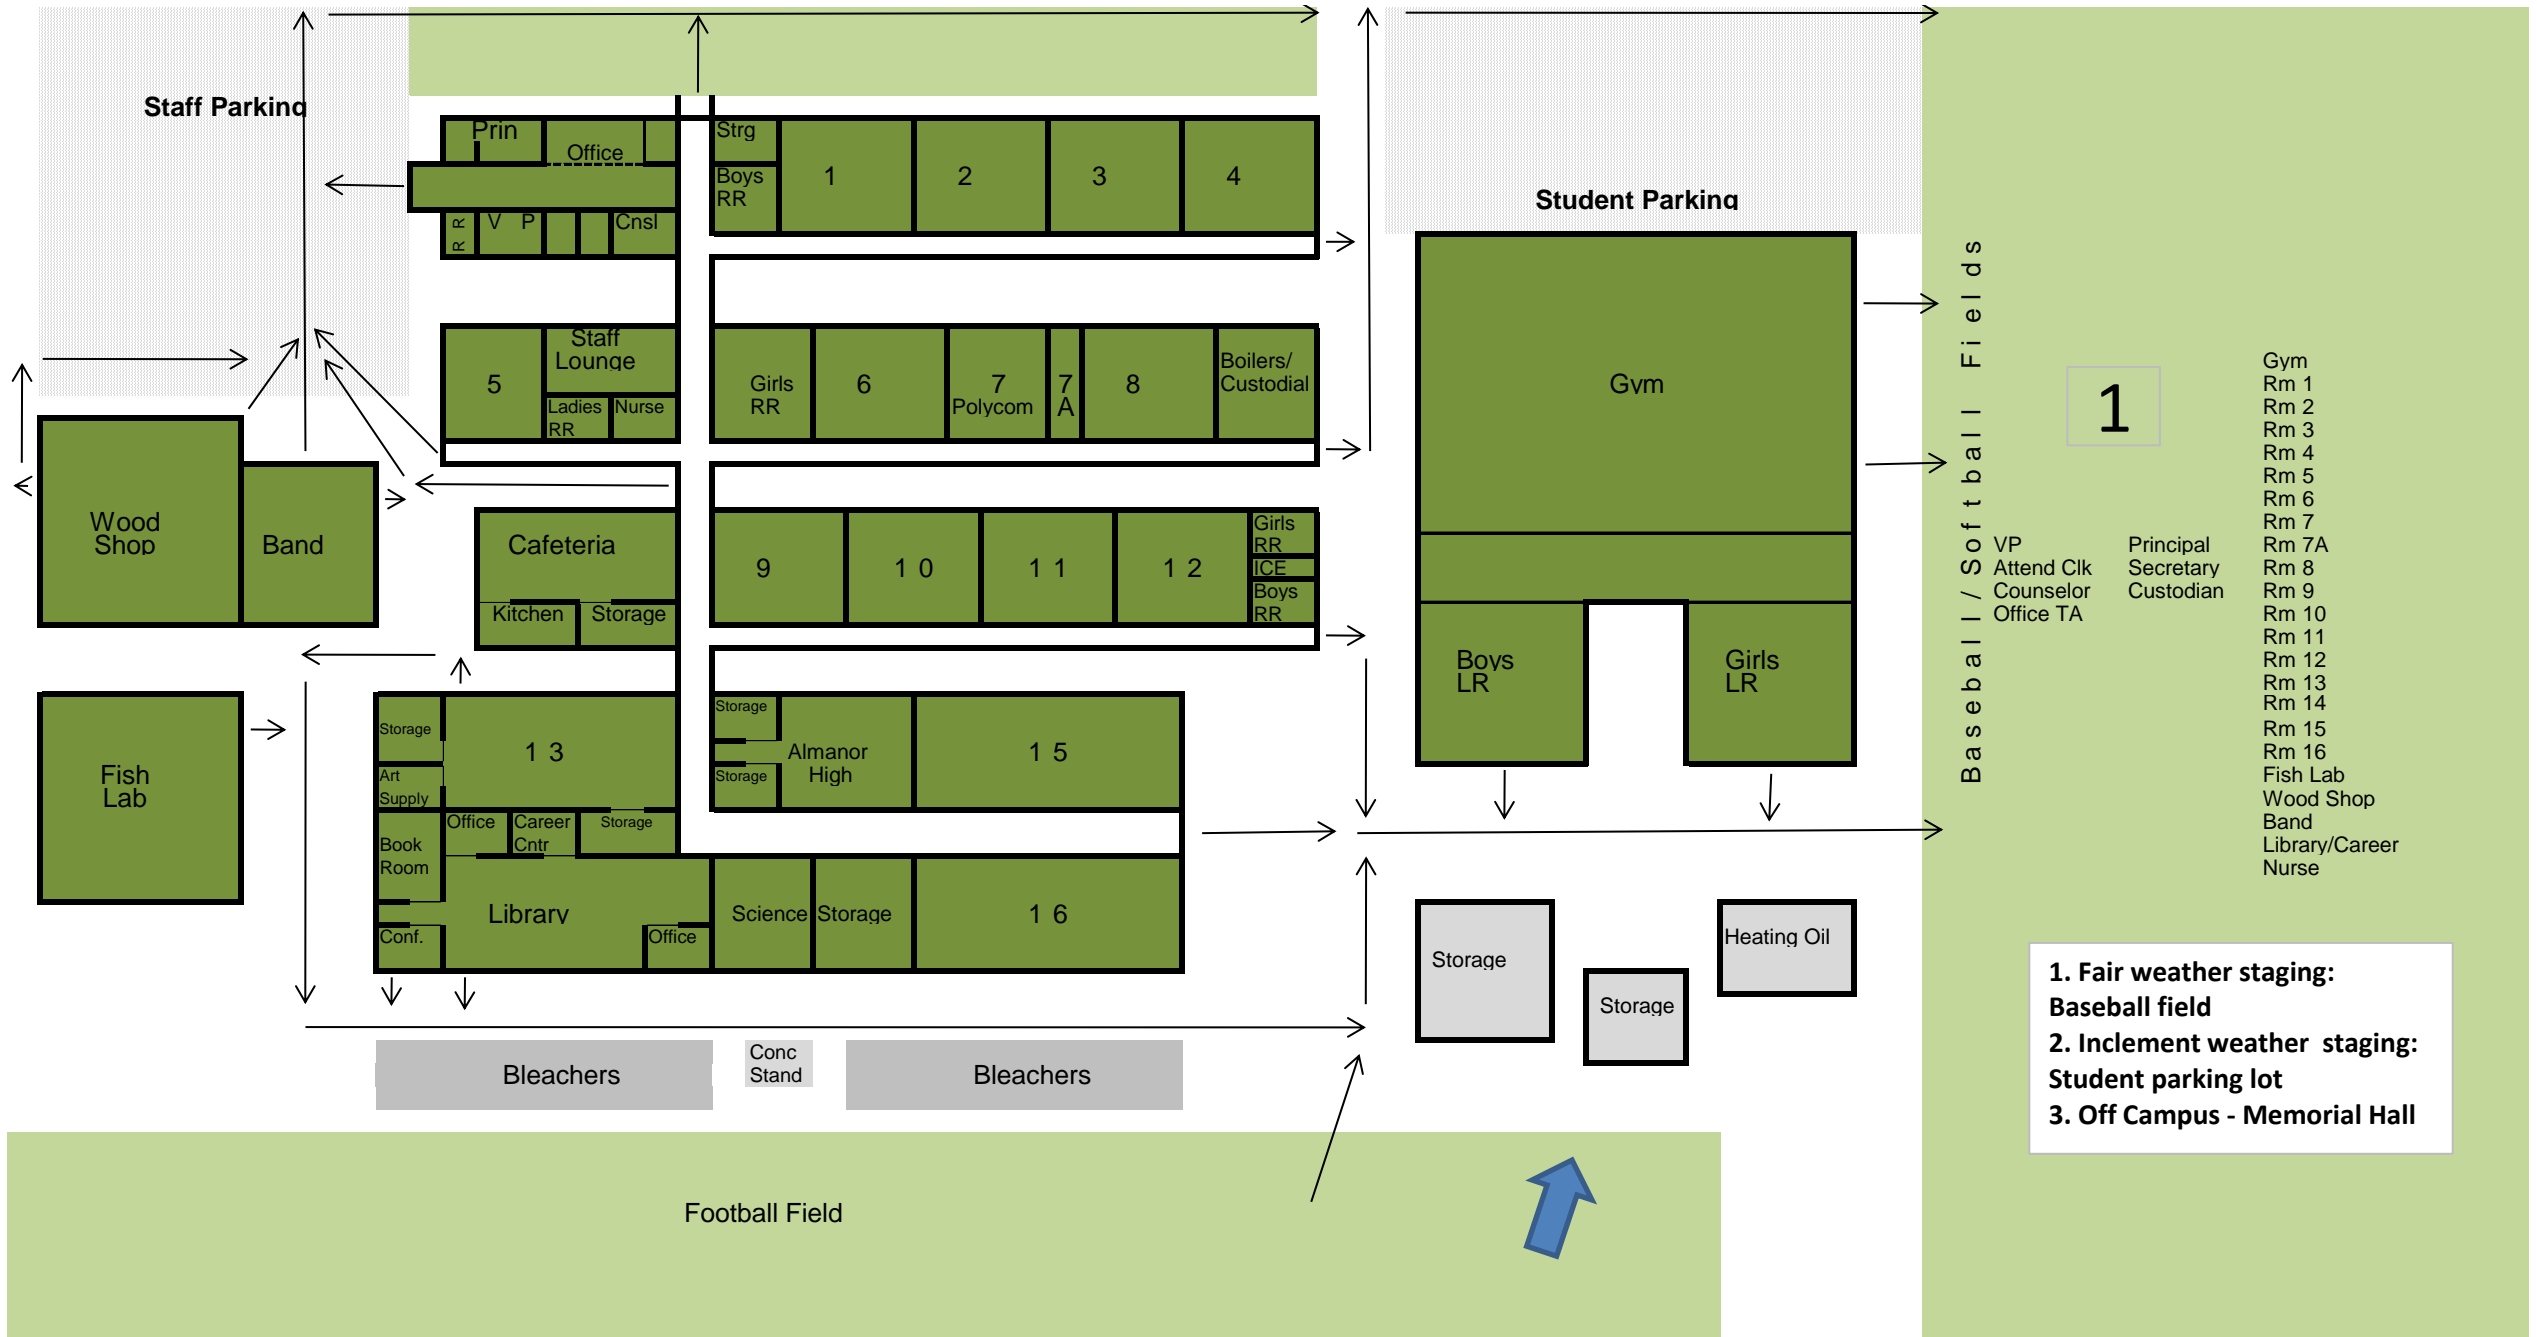 Staff Parking
Prin
Office
Strg
Boys
RR
1
2
3
4
Student Parking
R R
V P
Cnsl
5
Staff
Lounge
Ladies
RR
Nurse
Girls
RR
6
7
Polycom
7
A
8
Boilers/
Custodial
Gym
Wood
Shop
Band
Cafeteria
Kitchen
Storage
9
1 0
1 1
1 2
Girls
RR
ICE
Boys
RR
Boys
LR
Girls
LR
Fish
Lab
Storage
Art
Supply
1 3
Storage
Storage
Almanor
High
1 5
Office
Career
Cntr
Storage
Book
Room
Conf.
Library
Office
Science
Storage
1 6
Storage
Storage
Heating Oil
Bleachers
Conc
Stand
Bleachers
Football Field
Baseball / Softball Fields
1
VP
Attend Clk
Counselor
Office TA
Principal
Secretary
Custodian
Gym
Rm 1
Rm 2
Rm 3
Rm 4
Rm 5
Rm 6
Rm 7
Rm 7A
Rm 8
Rm 9
Rm 10
Rm 11
Rm 12
Rm 13
Rm 14
Rm 15
Rm 16
Fish Lab
Wood Shop
Band
Library/Career
Nurse
1. Fair weather staging:
Baseball field
2. Inclement weather staging:
Student parking lot
3. Off Campus - Memorial Hall